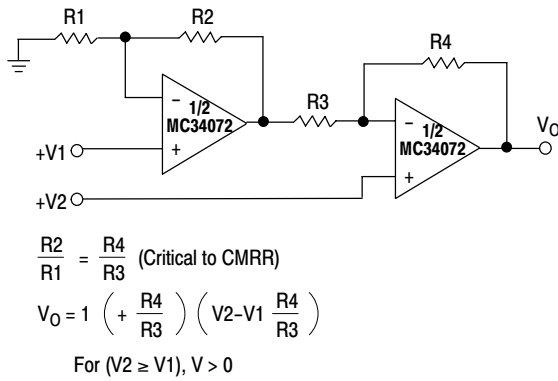 R1 R2
R3 R4
− 1/2 MC34072 +
− 1/2 MC34072 +
VO
+V1
+V2
R2/R1 = R4/R3 (Critical to CMRR)
VO = 1 ( + R4/R3 ) ( V2−V1 R4/R3 )
For (V2 ≥ V1), V > 0